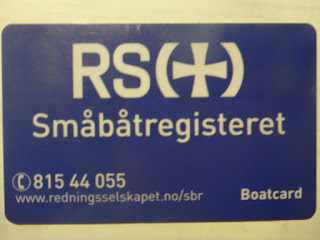 RS
Småbåtregisteret
815 44 055
www.redningsselskapet.no/sbr
Boatcard